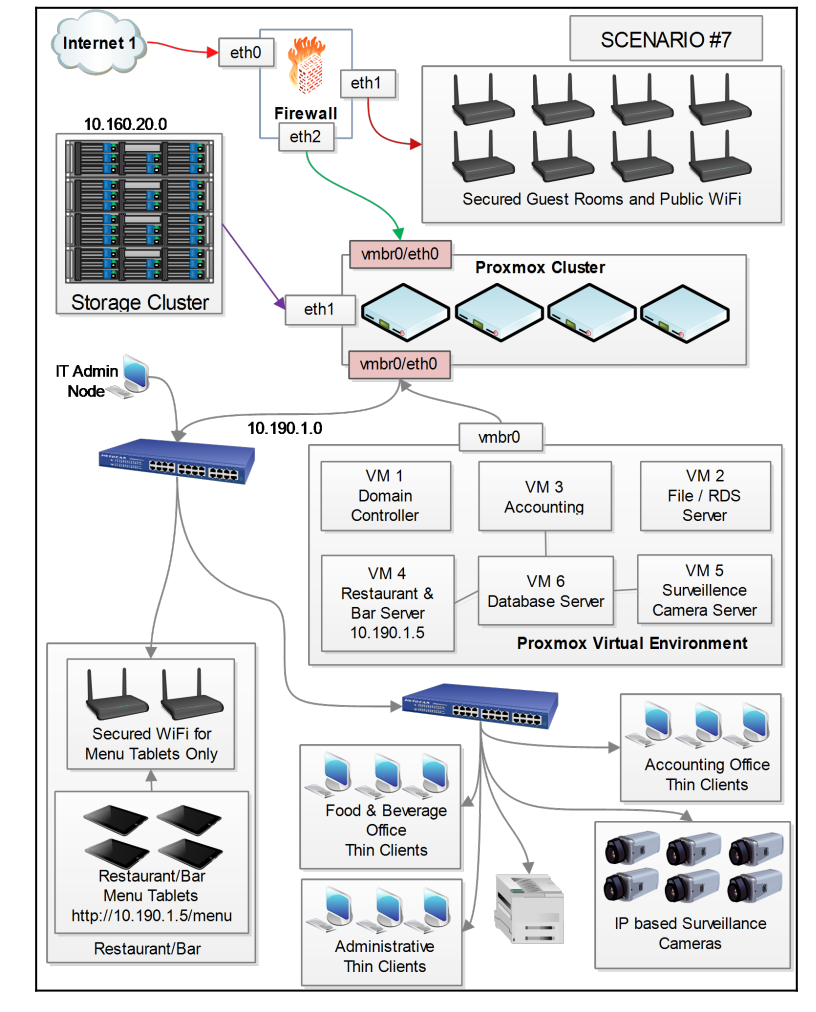 Internet 1
eth0
SCENARIO #7
eth1
Firewall
eth2
10.160.20.0
Secured Guest Rooms and Public WiFi
vmbr0/eth0
Proxmox Cluster
Storage Cluster
eth1
vmbr0/eth0
IT Admin
Node
10.190.1.0
vmbr0
NETGEAR
VM 1
Domain
Controller
VM 3
Accounting
VM 2
File / RDS
Server
VM 4
Restaurant &
Bar Server
10.190.1.5
VM 6
Database Server
VM 5
Surveillence
Camera Server
Proxmox Virtual Environment
NETGEAR
Secured WiFi for
Menu Tablets Only
Accounting Office
Thin Clients
Food & Beverage
Office
Thin Clients
Restaurant/Bar
Menu Tablets
http://10.190.1.5/menu
Restaurant/Bar
Administrative
Thin Clients
IP based Surveillance
Cameras